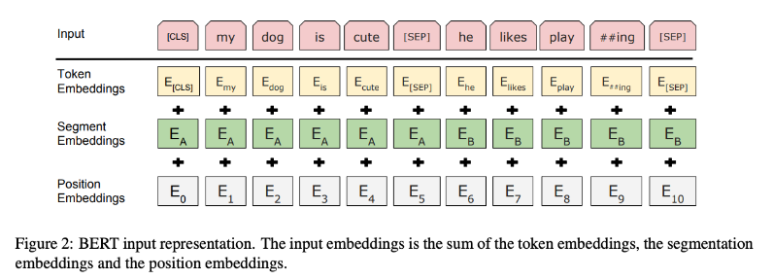 Input [CLS] my dog is cute [SEP] he likes play ##ing [SEP]
Token
Embeddings
E[CLS] Emy Edog Eis Ecute E[SEP] Ehe Elikes Eplay E##ing E[SEP]
+ + + + + + + + + + +
Segment
Embeddings
EA EA EA EA EA EA EB EB EB EB EB
+ + + + + + + + + + +
Position
Embeddings
E0 E1 E2 E3 E4 E5 E6 E7 E8 E9 E10
Figure 2: BERT input representation. The input embeddings is the sum of the token embeddings, the segmentation
embeddings and the position embeddings.